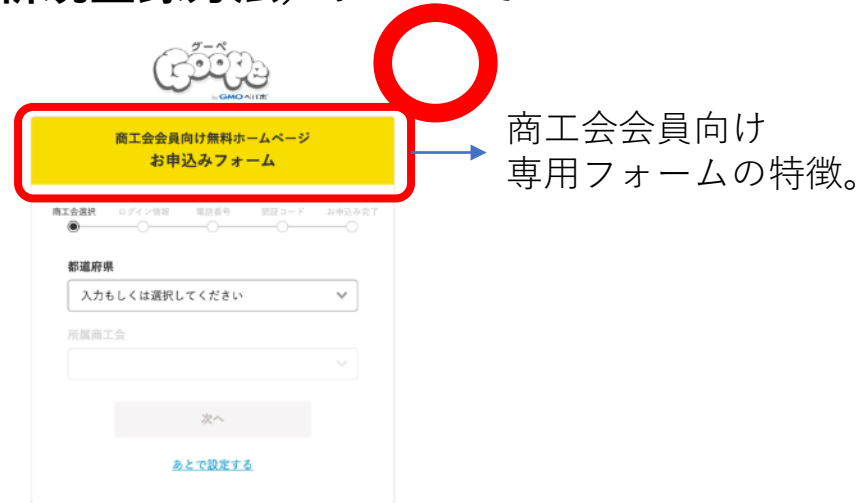 グーペ
Goope
by GMOペパボ
商工会会員向け無料ホームページ
お申込みフォーム
商工会会員向け
専用フォームの特徴。
商工会選択 ログイン情報 電話番号 認証コード お申込み完了
都道府県
入力もしくは選択してください
所属商工会
次へ
あとで設定する